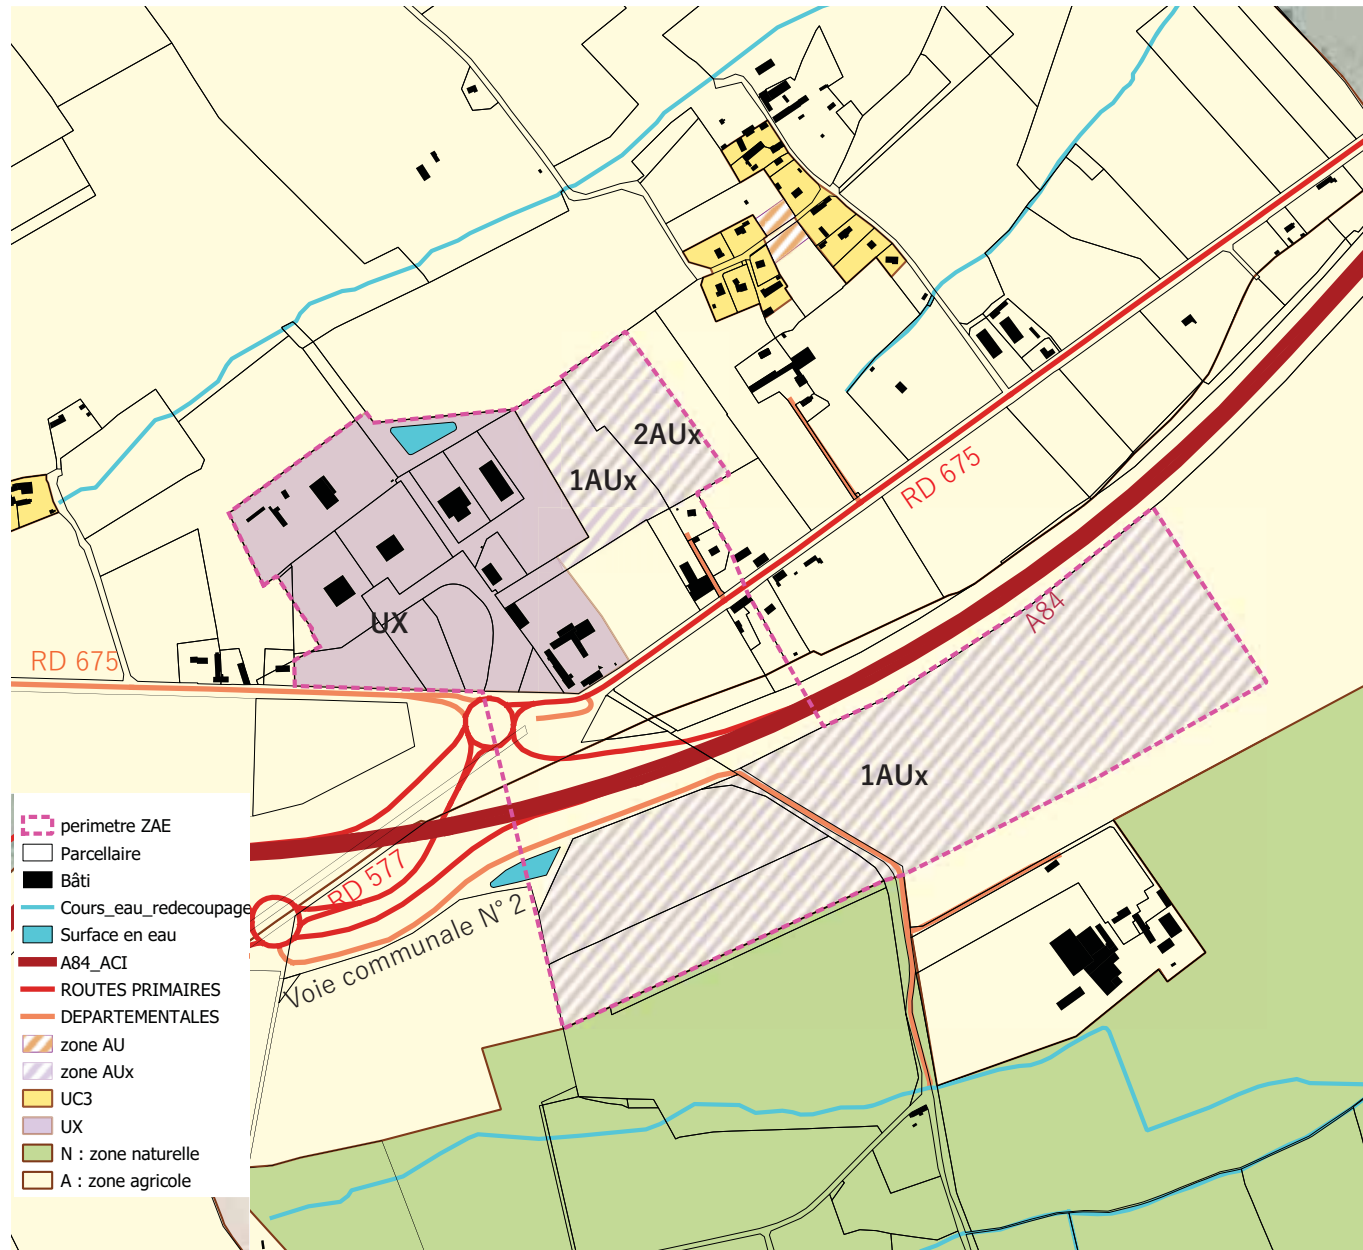 2AUx
1AUx
RD 675
UX
A84
RD 675
1AUx
RD 577
Voie communale N° 2
perimetre ZAE
Parcellaire
Bâti
Cours_eau_redecoupage
Surface en eau
A84_ACI
ROUTES PRIMAIRES
DEPARTEMENTALES
zone AU
zone AUx
UC3
UX
N : zone naturelle
A : zone agricole